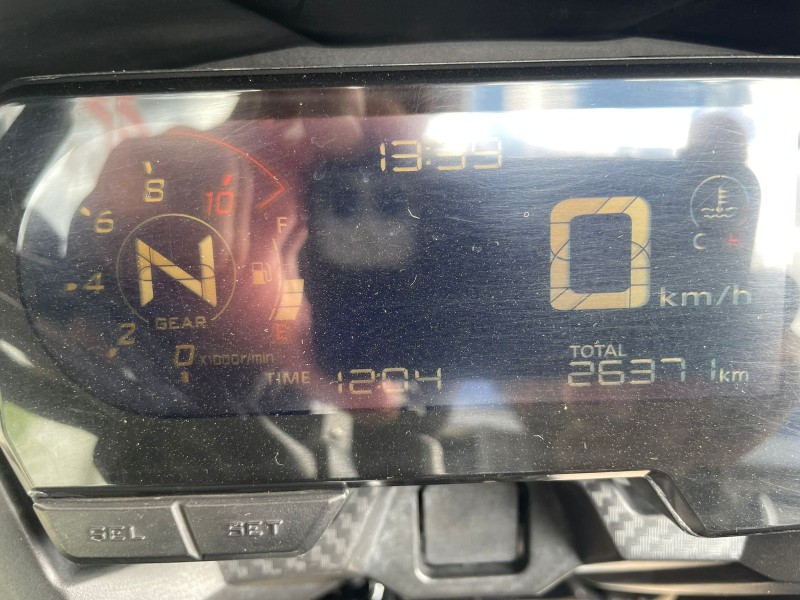 13:59
8
10
6
F
4
N
C
0
km/h
GEAR
2
E
0 x1000r/min
TOTAL
TIME 12:04
26371 km
SEL
SET